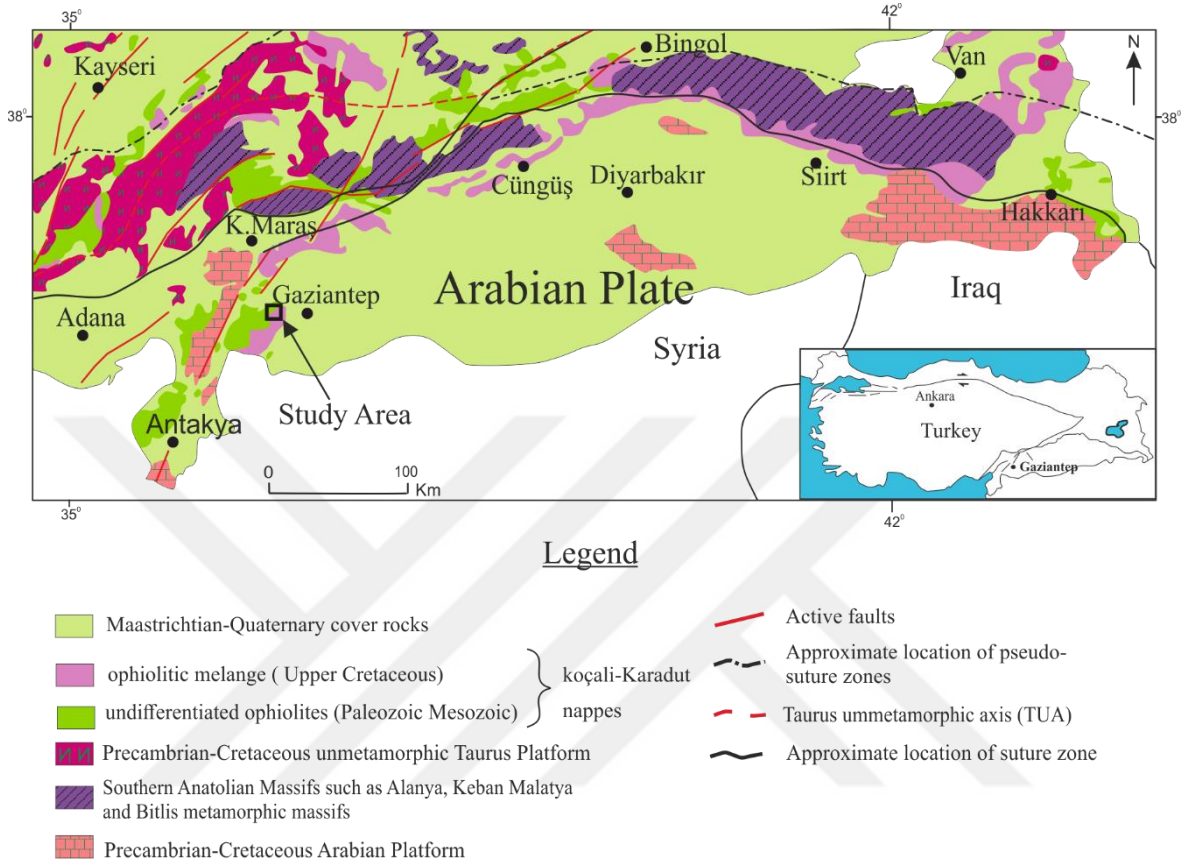 35°
42°
Kayseri
Bingol
Van
N
38°
38°
Cüngüş
Diyarbakır
Siirt
Hakkarı
K.Maraş
Arabian Plate
Gaziantep
Iraq
Adana
Syria
Study Area
Ankara
Turkey
Gaziantep
Antakya
0 100
Km
35°
42°
Legend
Maastrichtian-Quaternary cover rocks
ophiolitic melange ( Upper Cretaceous)
undifferentiated ophiolites (Paleozoic Mesozoic)
koçali-Karadut
nappes
Precambrian-Cretaceous unmetamorphic Taurus Platform
Southern Anatolian Massifs such as Alanya, Keban Malatya
and Bitlis metamorphic massifs
Precambrian-Cretaceous Arabian Platform
Active faults
Approximate location of pseudo-
suture zones
Taurus ummetamorphic axis (TUA)
Approximate location of suture zone